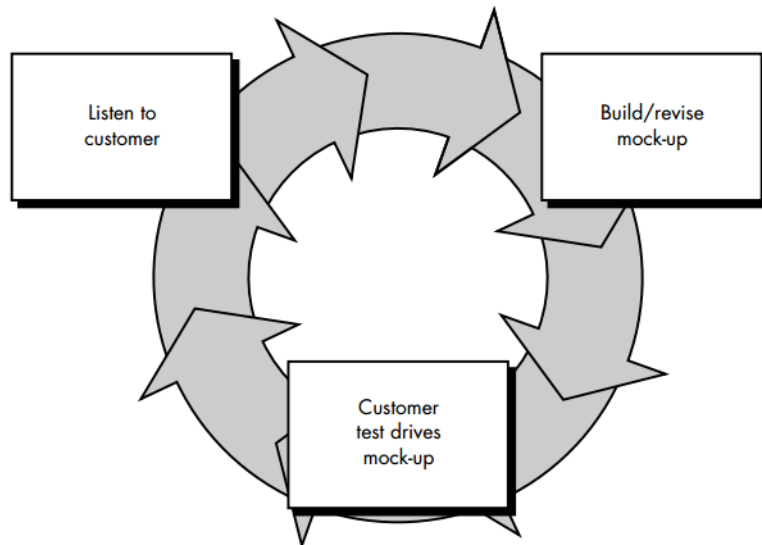 Listen to
customer
Build/revise
mock-up
Customer
test drives
mock-up